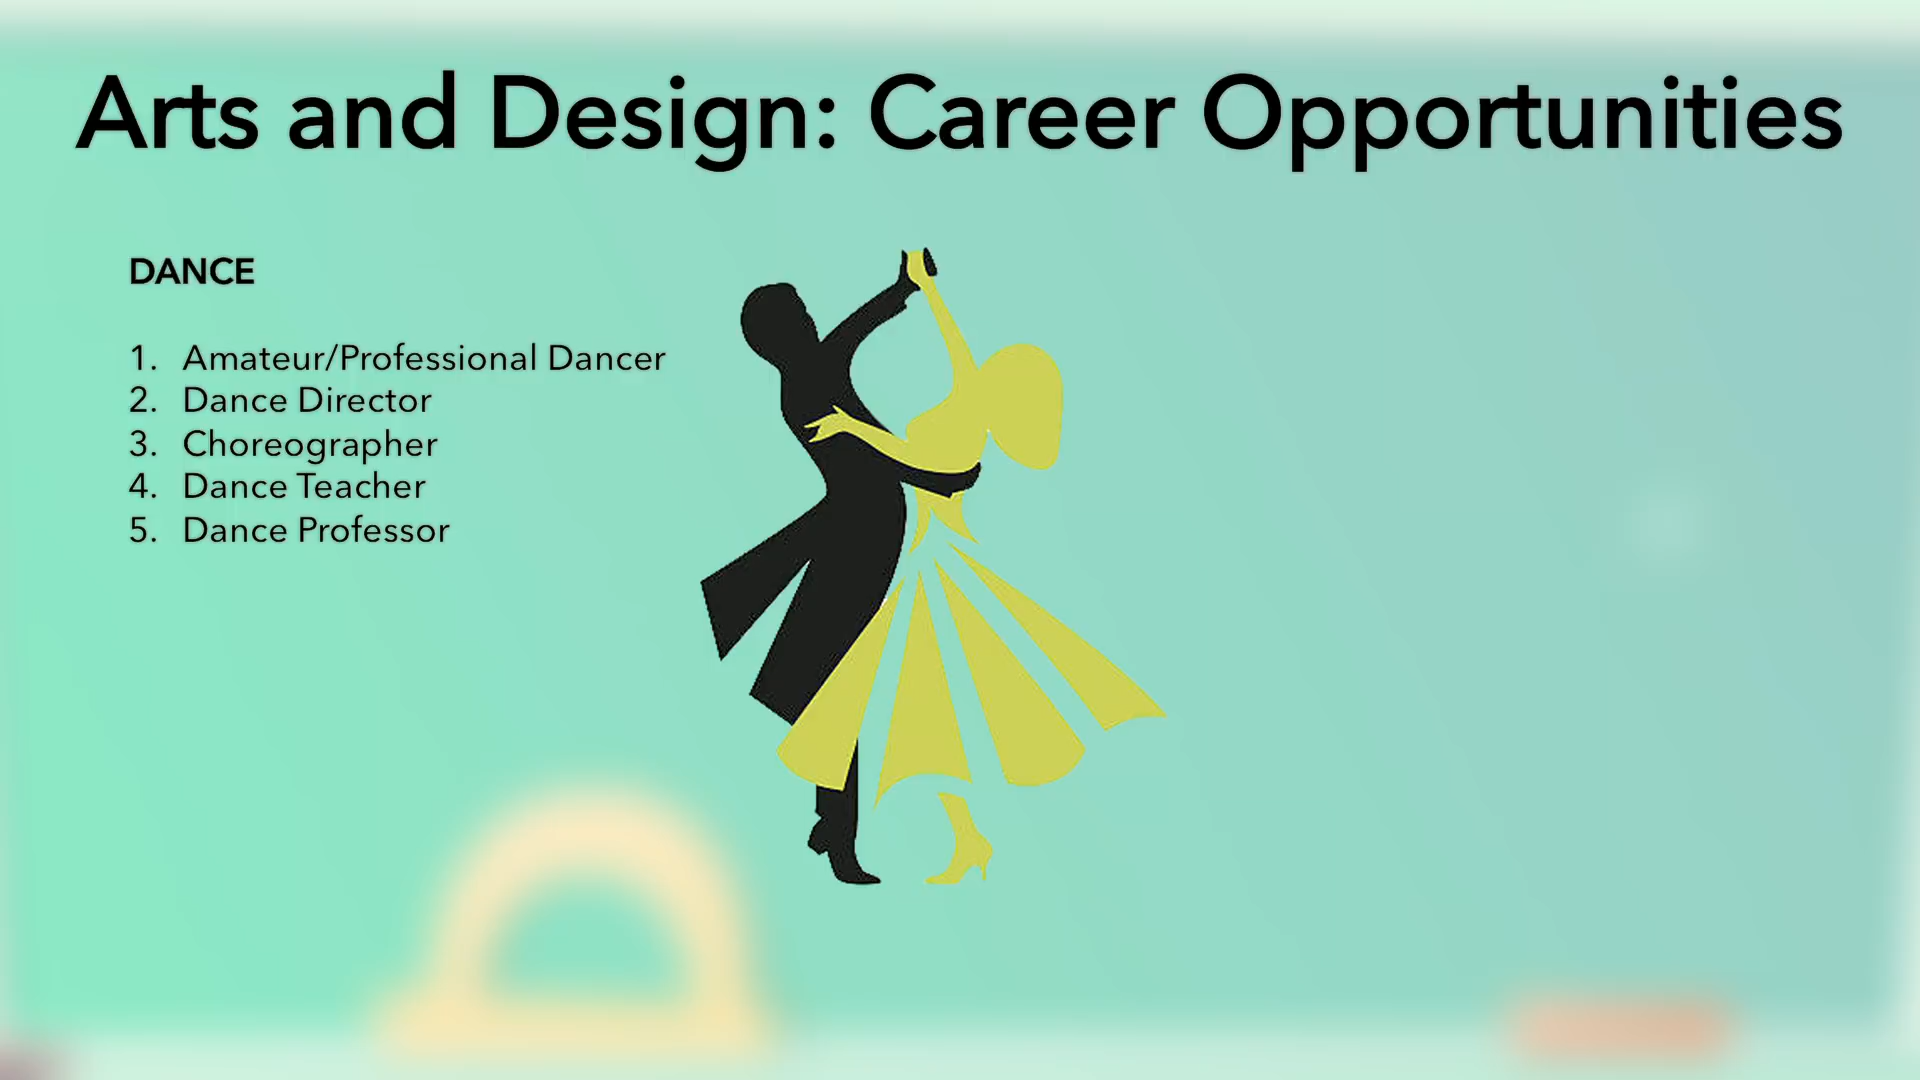 Arts and Design: Career Opportunities
DANCE
1. Amateur/Professional Dancer
2. Dance Director
3. Choreographer
4. Dance Teacher
5. Dance Professor